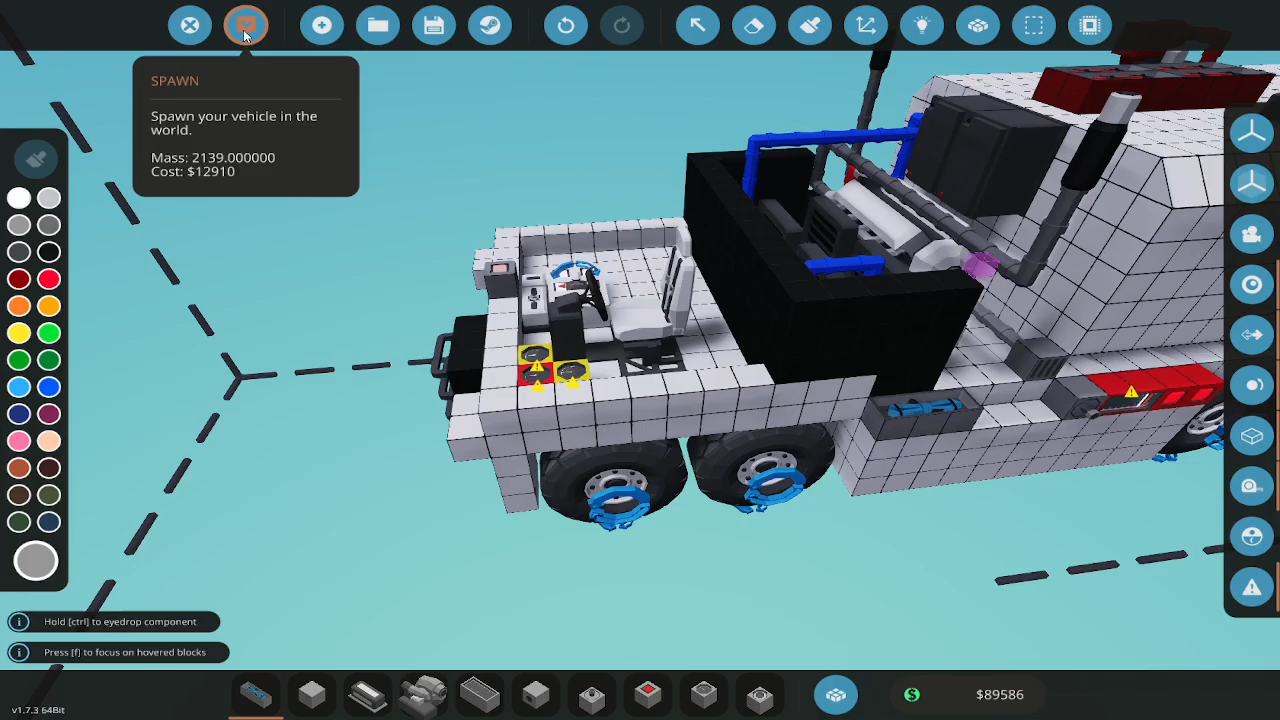 SPAWN
Spawn your vehicle in the
world.
Mass: 2139.000000
Cost: $12910
Hold [ctrl] to eyedrop component
Press [f] to focus on hovered blocks
v1.7.3 64Bit
$89586